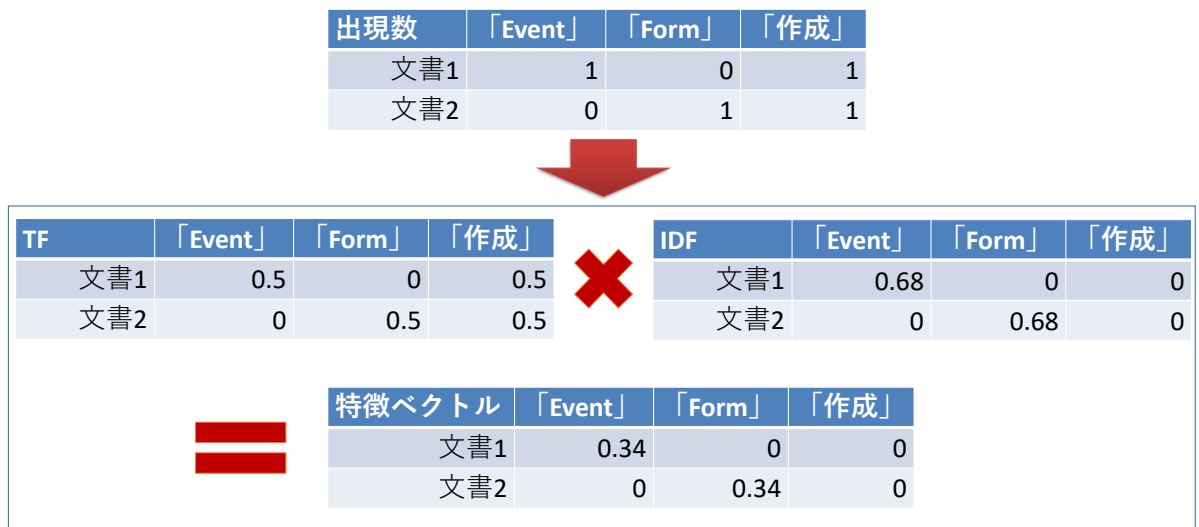 出現数 「Event」 「Form」 「作成」
文書1 1 0 1
文書2 0 1 1
TF 「Event」 「Form」 「作成」
文書1 0.5 0 0.5
文書2 0 0.5 0.5
IDF 「Event」 「Form」 「作成」
文書1 0.68 0 0
文書2 0 0.68 0
特徴ベクトル 「Event」 「Form」 「作成」
文書1 0.34 0 0
文書2 0 0.34 0